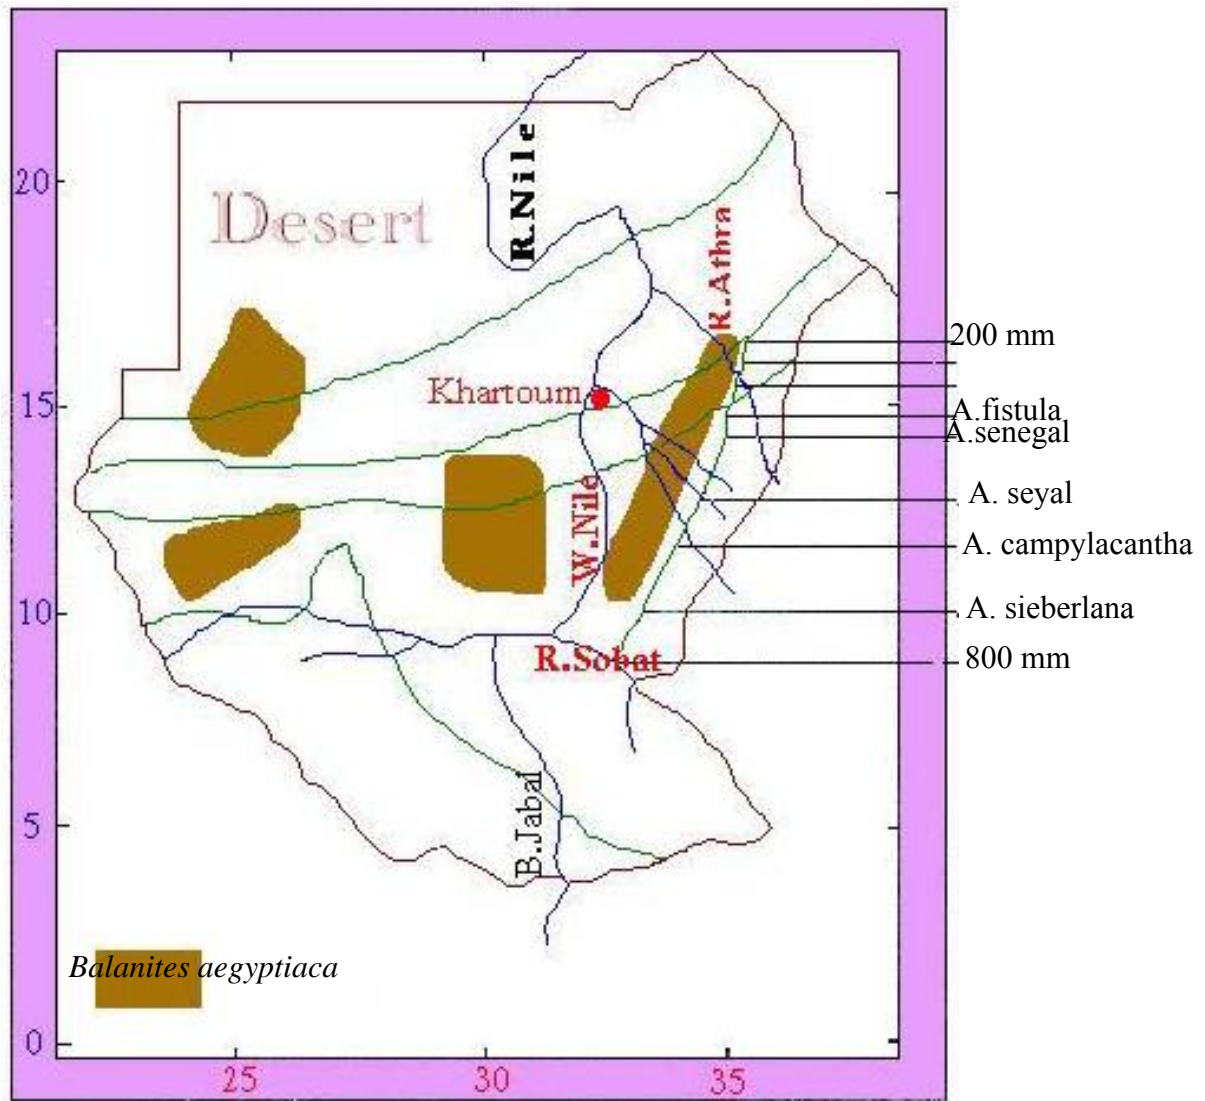 R.Nile
20
Desert
R.Athra
200 mm
Khartoum
15
A.fistula
A.senegal
W.Nile
A. seyal
A. campylacantha
10
A. sieberlana
R.Sobat
800 mm
B.Jabal
5
Balanites aegyptiaca
0
25 30 35